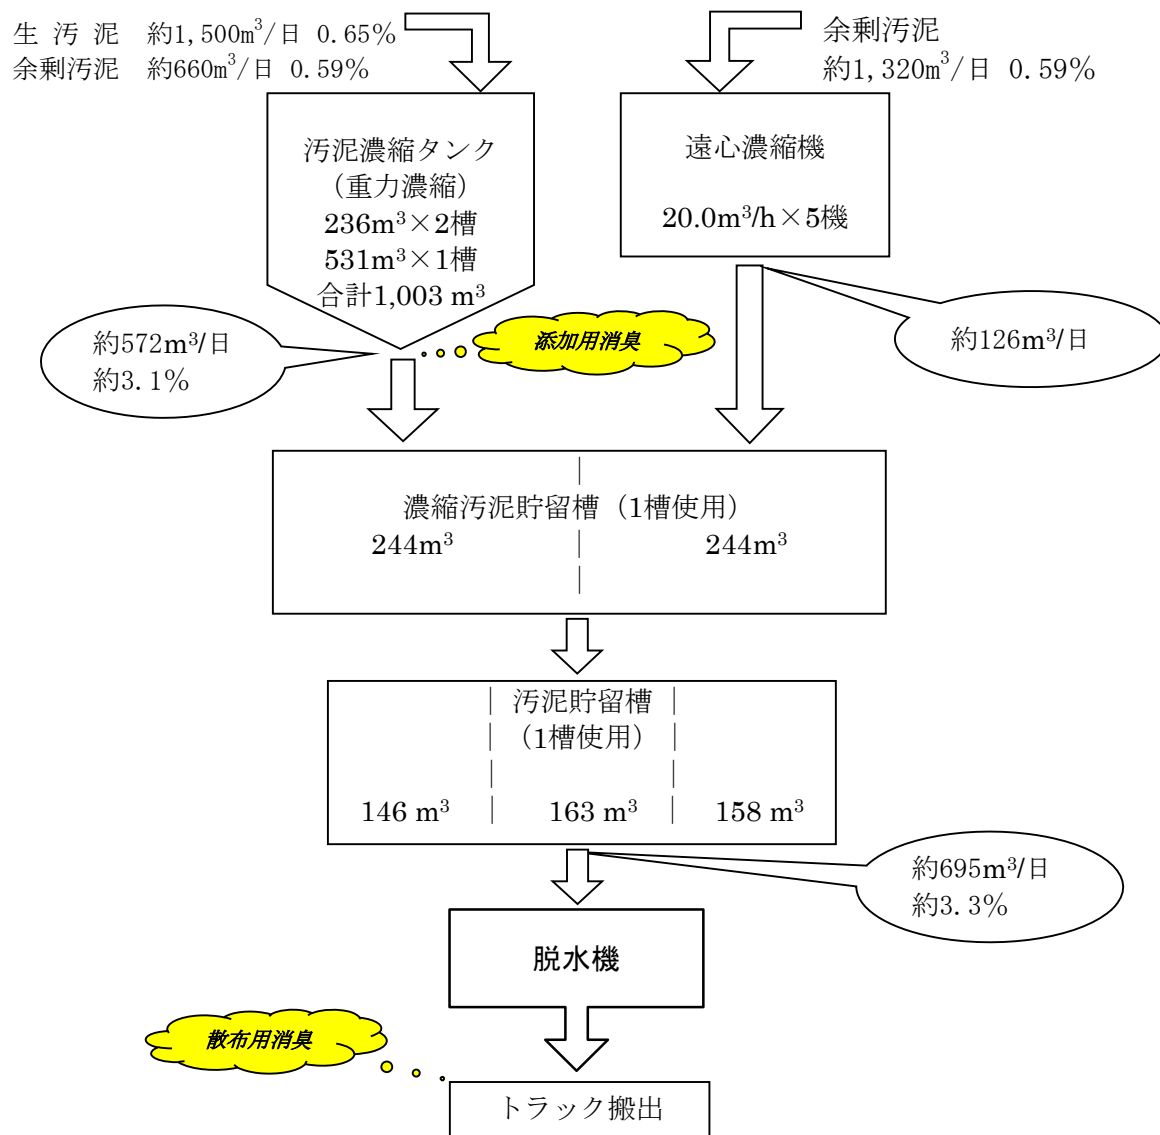 生 汚 泥　約1,500m³/日 0.65%
余剰汚泥　約660m³/日 0.59%
余剰汚泥
約1,320m³/日 0.59%
汚泥濃縮タンク
（重力濃縮）
236m³×2槽
531m³×1槽
合計1,003 m³
遠心濃縮機
20.0m³/h×5機
約572m³/日
約3.1%
添加用消臭
約126m³/日
濃縮汚泥貯留槽（1槽使用）
244m³　244m³
汚泥貯留槽
（1槽使用）
146 m³　163 m³　158 m³
約695m³/日
約3.3%
脱水機
散布用消臭
トラック搬出